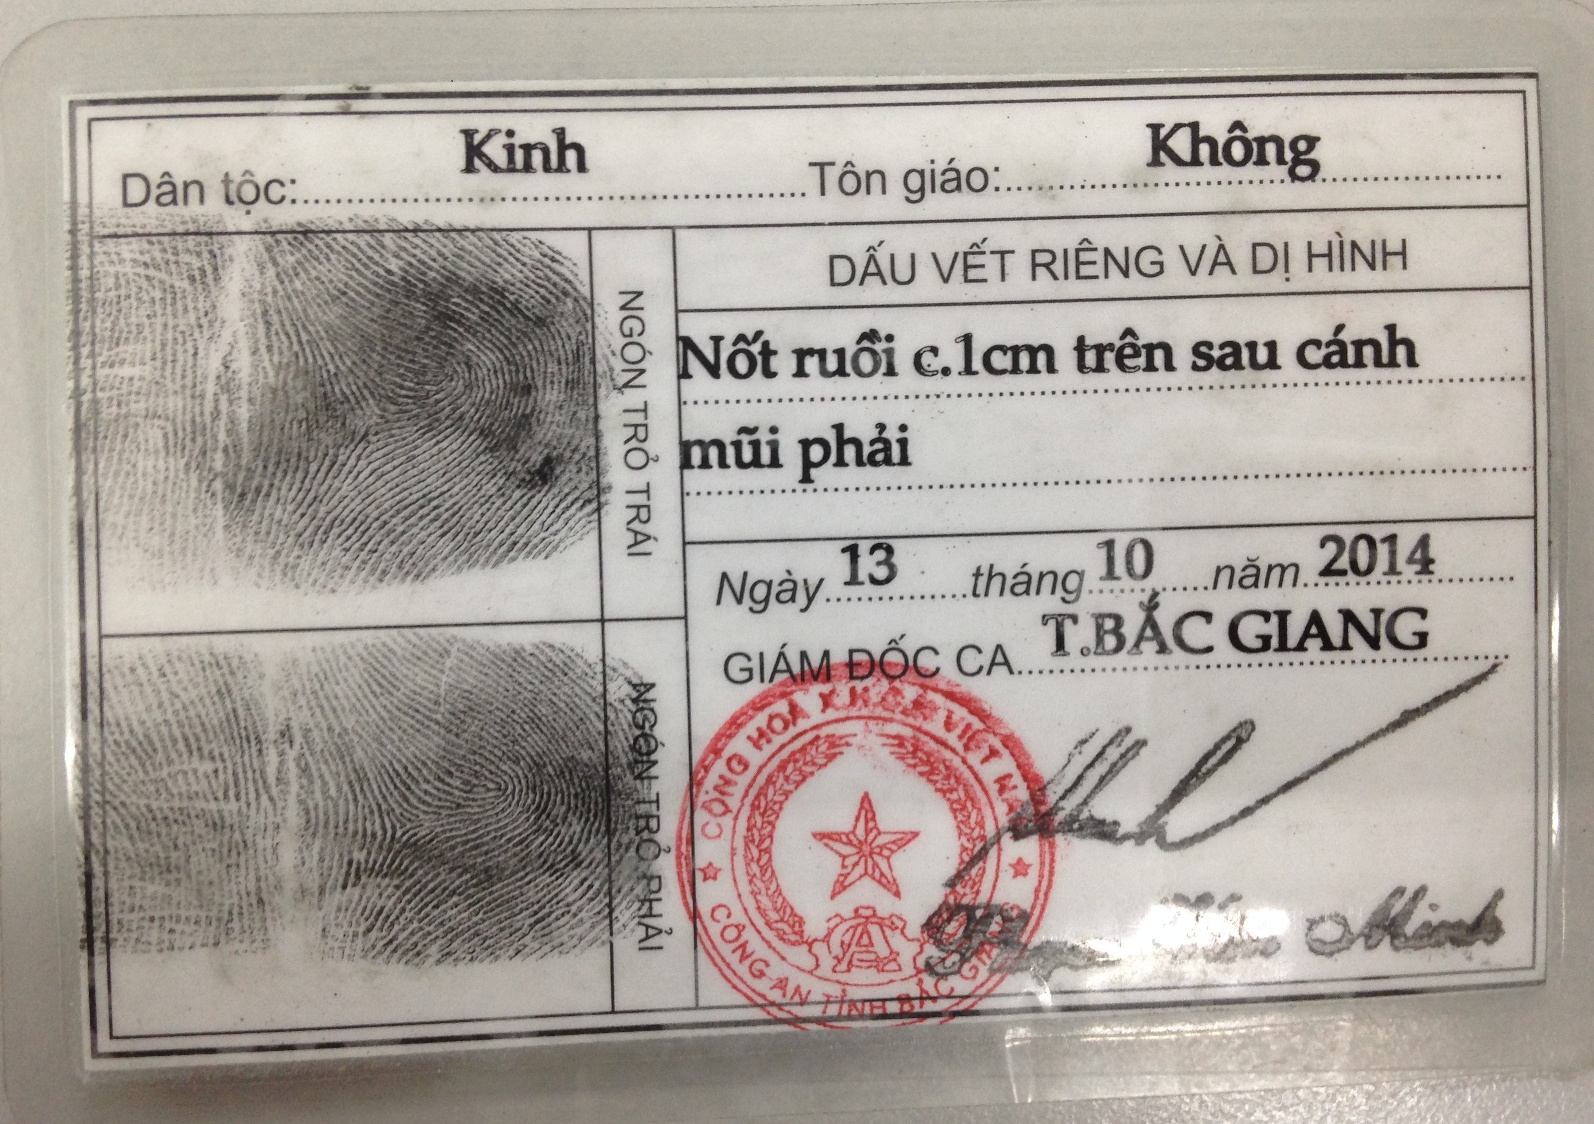 Dân tộc: Kinh Tôn giáo: Không
NGÓN TRỎ TRÁI
DẤU VẾT RIÊNG VÀ DỊ HÌNH
Nốt ruồi c.1cm trên sau cánh
mũi phải
Ngày 13 tháng 10 năm 2014
GIÁM ĐỐC CA T.BẮC GIANG
NGÓN TRỎ PHẢI
CỘNG HOÀ X.H.C.N VIỆT NAM
CÔNG AN TỈNH BẮC GIANG
Minh